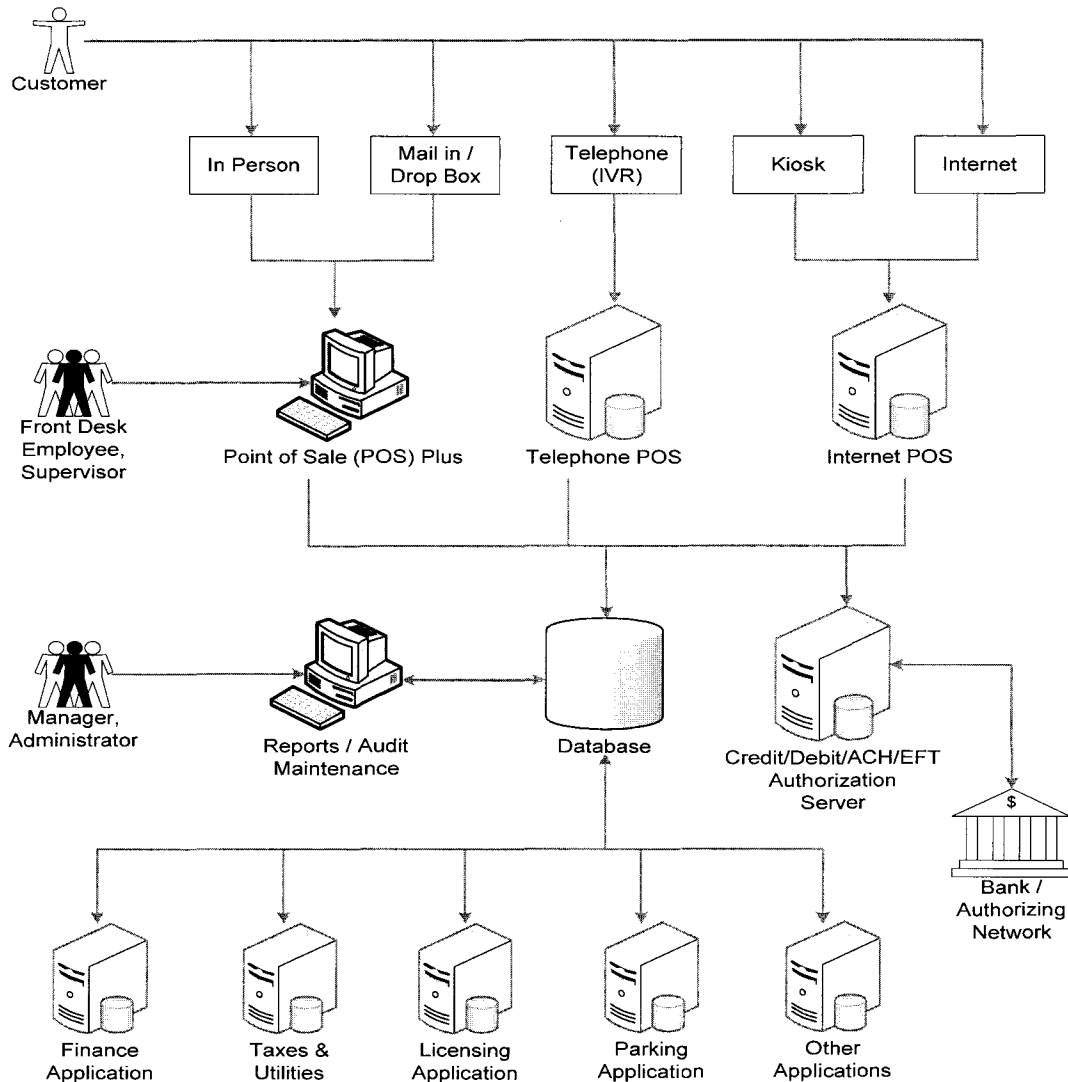 Customer
In Person
Mail in /
Drop Box
Telephone
(IVR)
Kiosk
Internet
Front Desk
Employee,
Supervisor
Point of Sale (POS) Plus
Telephone POS
Internet POS
Manager,
Administrator
Reports / Audit
Maintenance
Database
Credit/Debit/ACH/EFT
Authorization
Server
$
Bank /
Authorizing
Network
Finance
Application
Taxes &
Utilities
Licensing
Application
Parking
Application
Other
Applications